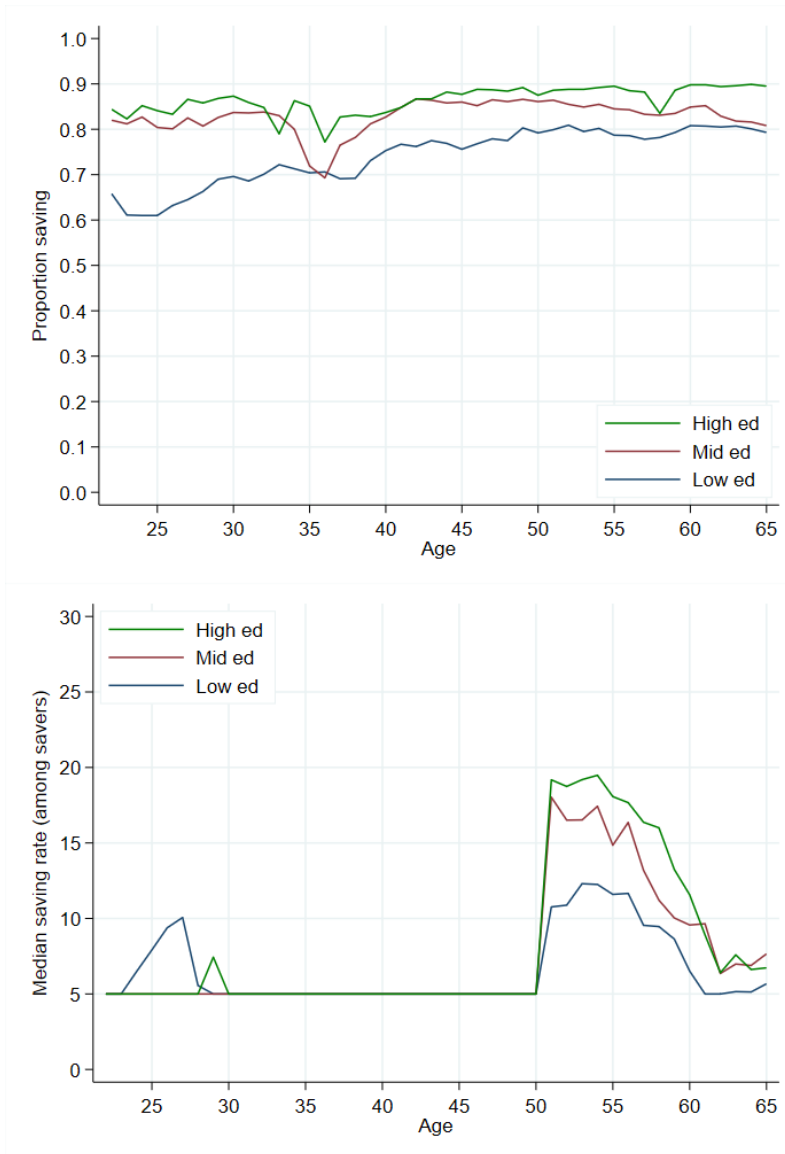 1.0
0.9
0.8
0.7
0.6
0.5
0.4
0.3
0.2
0.1
0.0
Proportion saving
High ed
Mid ed
Low ed
25 30 35 40 45 50 55 60 65
Age
30
25
20
15
10
5
0
Median saving rate (among savers)
High ed
Mid ed
Low ed
25 30 35 40 45 50 55 60 65
Age